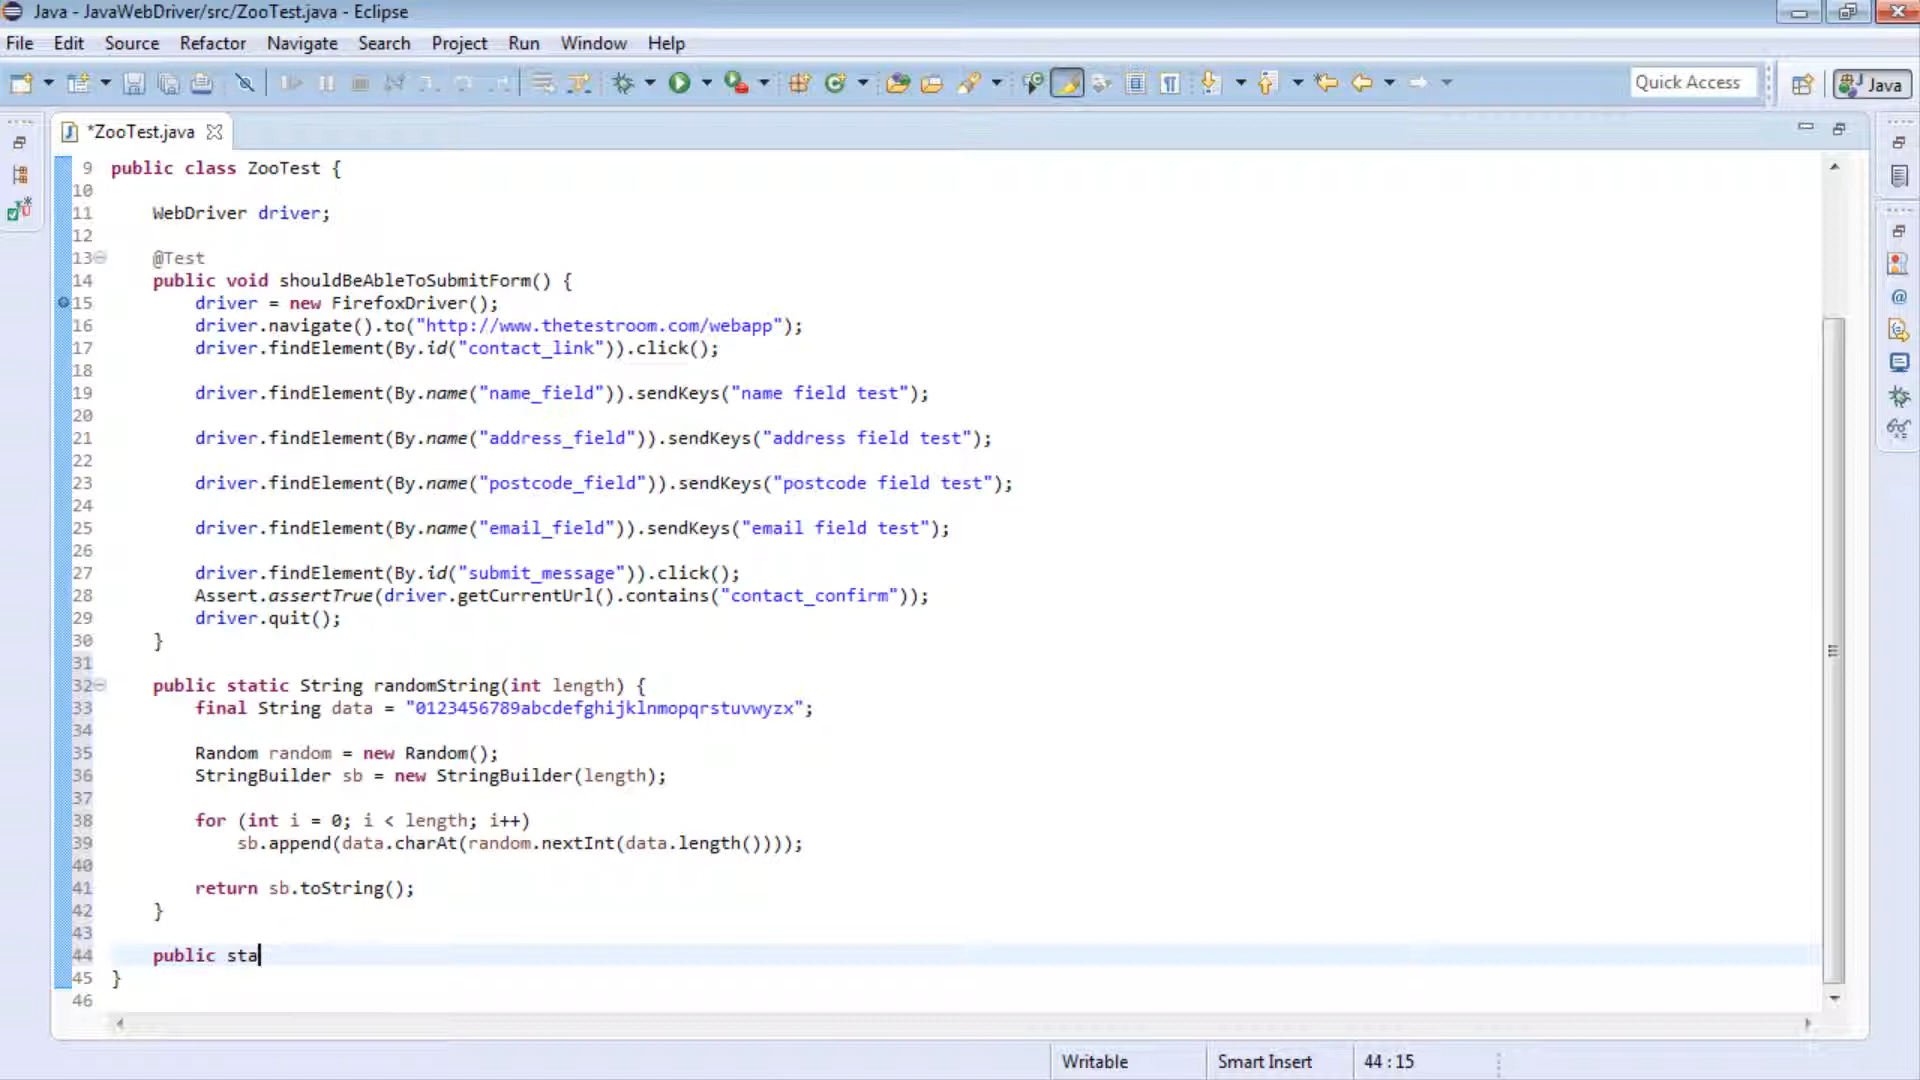 Java - JavaWebDriver/src/ZooTest.java - Eclipse
File Edit Source Refactor Navigate Search Project Run Window Help
Quick Access
Java
*ZooTest.java
9 public class ZooTest {
10
11 WebDriver driver;
12
13 @Test
14 public void shouldBeAbleToSubmitForm() {
15 driver = new FirefoxDriver();
16 driver.navigate().to("http://www.thetestroom.com/webapp");
17 driver.findElement(By.id("contact_link")).click();
18
19 driver.findElement(By.name("name_field")).sendKeys("name field test");
20
21 driver.findElement(By.name("address_field")).sendKeys("address field test");
22
23 driver.findElement(By.name("postcode_field")).sendKeys("postcode field test");
24
25 driver.findElement(By.name("email_field")).sendKeys("email field test");
26
27 driver.findElement(By.id("submit_message")).click();
28 Assert.assertTrue(driver.getCurrentUrl().contains("contact_confirm"));
29 driver.quit();
30 }
31
32 public static String randomString(int length) {
33 final String data = "0123456789abcdefghijklnmopqrstuvwyzx";
34
35 Random random = new Random();
36 StringBuilder sb = new StringBuilder(length);
37
38 for (int i = 0; i < length; i++)
39 sb.append(data.charAt(random.nextInt(data.length())));
40
41 return sb.toString();
42 }
43
44 public sta
45 }
46
Writable Smart Insert 44 : 15